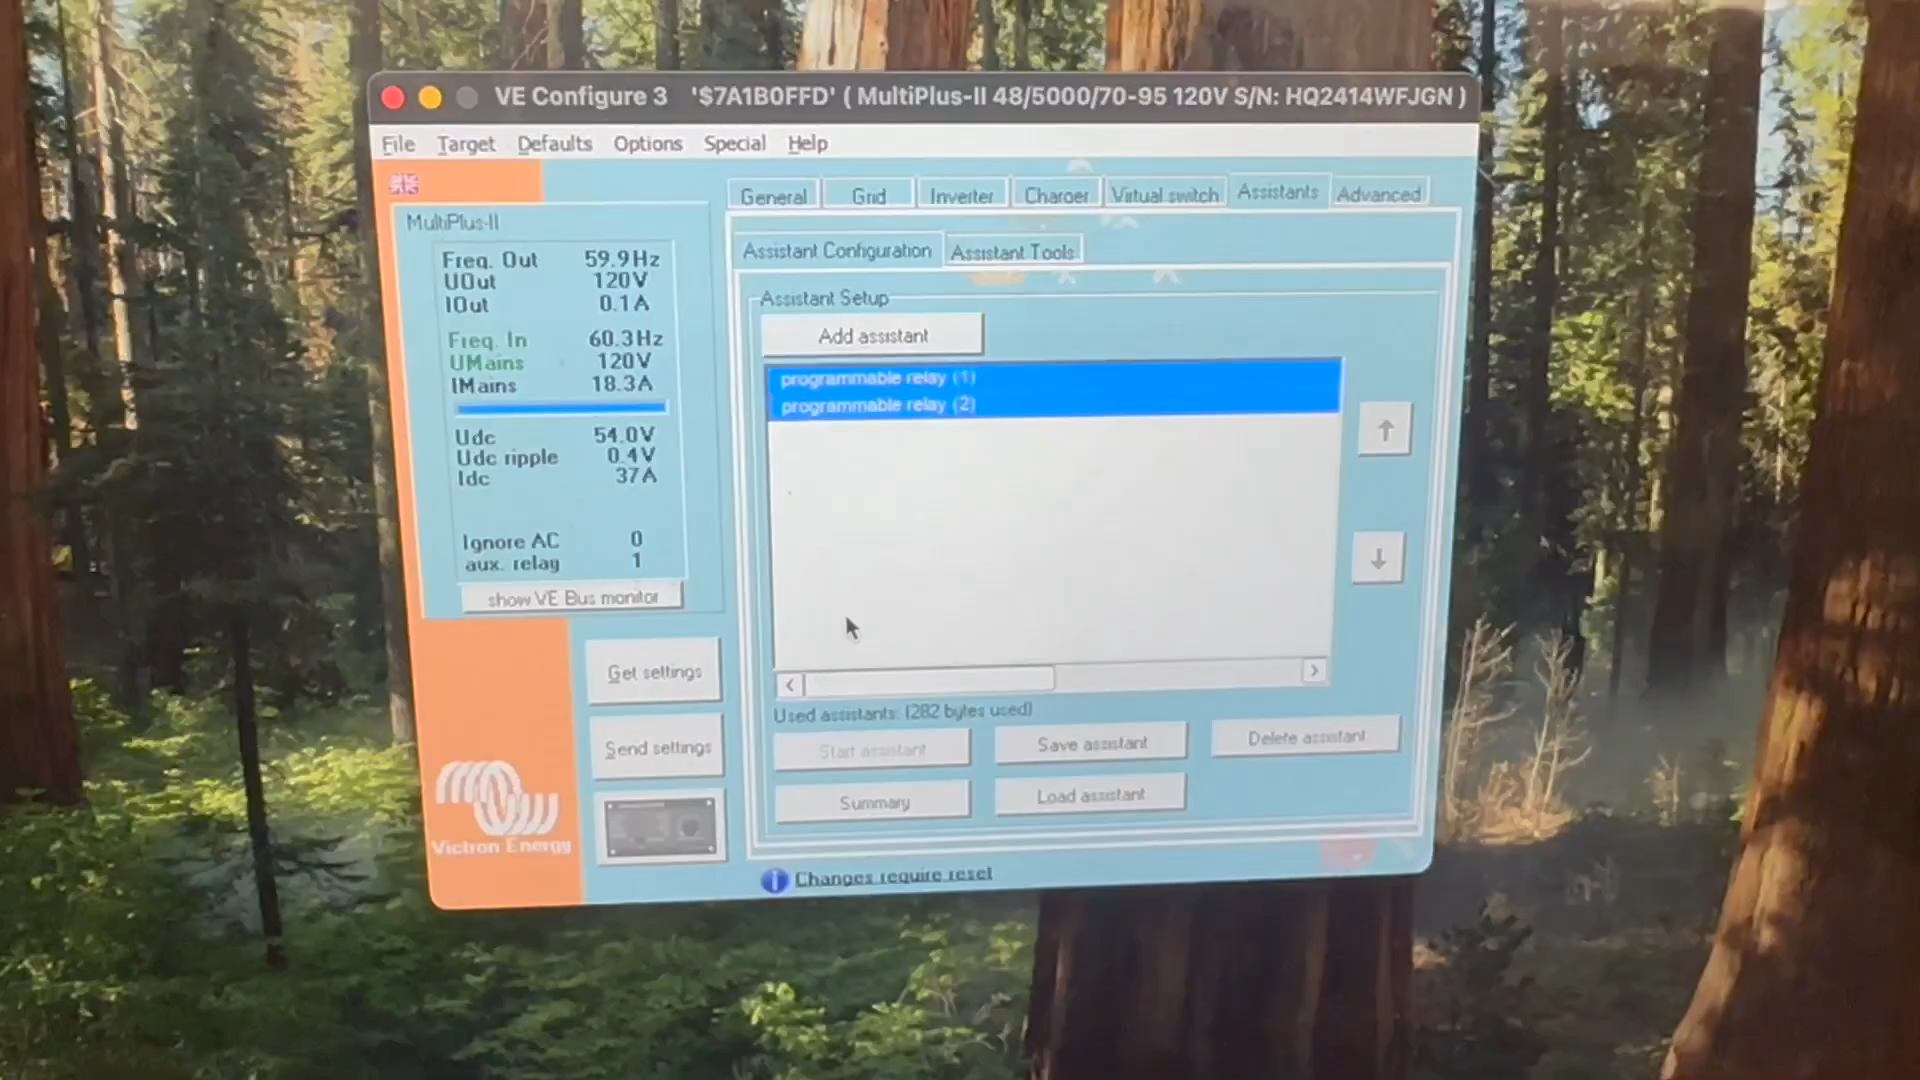 VE Configure 3 '$7A1B0FFD' ( MultiPlus-II 48/5000/70-95 120V S/N: HQ2414WFJGN )
File Target Defaults Options Special Help
General Grid Inverter Charger Virtual switch Assistants Advanced
MultiPlus-II
Assistant Configuration Assistant Tools
Freq. Out 59.9Hz
UOut 120V
IOut 0.1A
Freq. In 60.3Hz
UMains 120V
IMains 18.3A
Udc 54.0V
Udc ripple 0.4V
Idc 37A
Ignore AC 0
aux. relay 1
show VE Bus monitor
Assistant Setup
Add assistant
programmable relay (1)
programmable relay (2)
Used assistants: (282 bytes used)
Start assistant Save assistant Delete assistant
Summary Load assistant
Get settings
Send settings
Victron Energy
Changes require reset